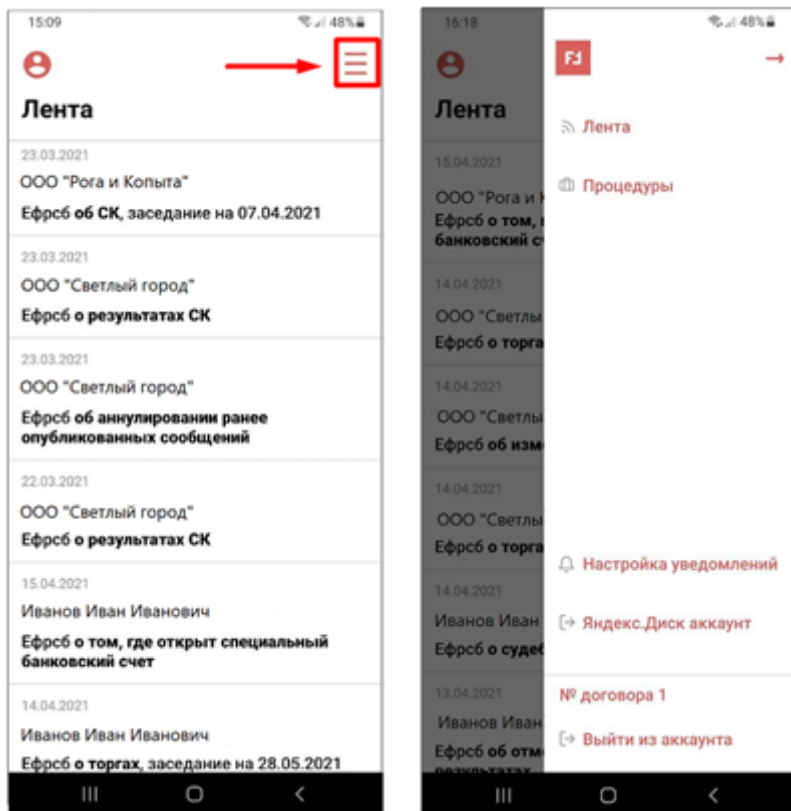 15:09
48%
Лента
23.03.2021
ООО "Рога и Копыта"
Ефрсб об СК, заседание на 07.04.2021
23.03.2021
ООО "Светлый город"
Ефрсб о результатах СК
23.03.2021
ООО "Светлый город"
Ефрсб об аннулировании ранее
опубликованных сообщений
22.03.2021
ООО "Светлый город"
Ефрсб о результатах СК
15.04.2021
Иванов Иван Иванович
Ефрсб о том, где открыт специальный
банковский счет
14.04.2021
Иванов Иван Иванович
Ефрсб о торгах, заседание на 28.05.2021
16:18
48%
Лента
15.04.2021
ООО "Рога и
Ефрсб о том,
банковский
14.04.2021
ООО "Светлы
Ефрсб о торга
14.04.2021
ООО "Светлы
Ефрсб об изм
14.04.2021
ООО "Светлы
Ефрсб о торга
14.04.2021
Иванов Иван
Ефрсб о судеб
13.04.2021
Иванов Иван
Ефрсб об отм
Лента
Процедуры
Настройка уведомлений
Яндекс.Диск аккаунт
№ договора 1
Выйти из аккаунта